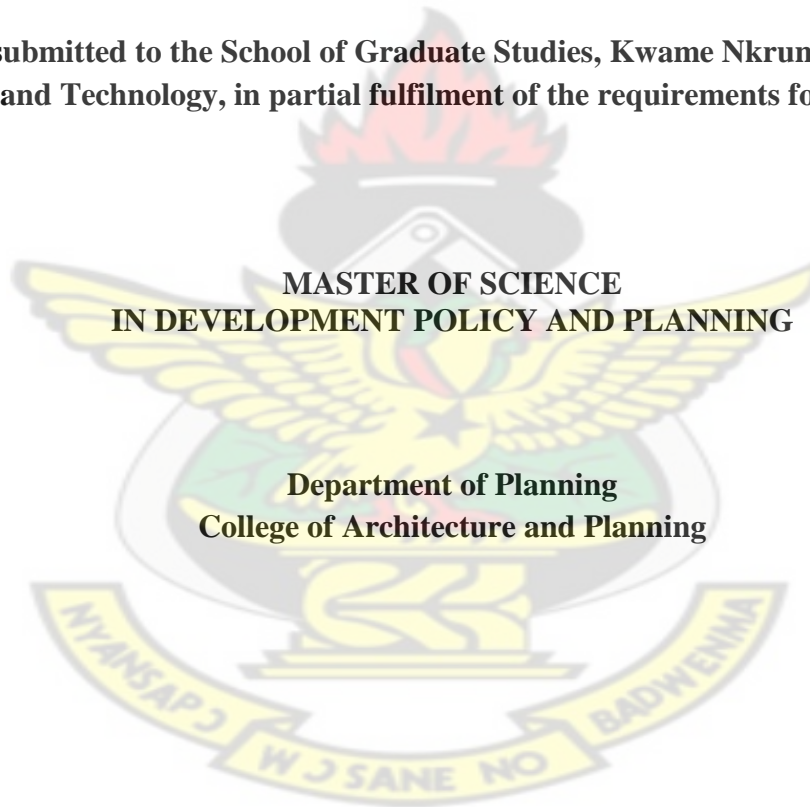 submitted to the School of Graduate Studies, Kwame Nkrum
and Technology, in partial fulfilment of the requirements fo
MASTER OF SCIENCE
IN DEVELOPMENT POLICY AND PLANNING
Department of Planning
College of Architecture and Planning
NYANSAPƆ WƆSANE NO BADWENMA